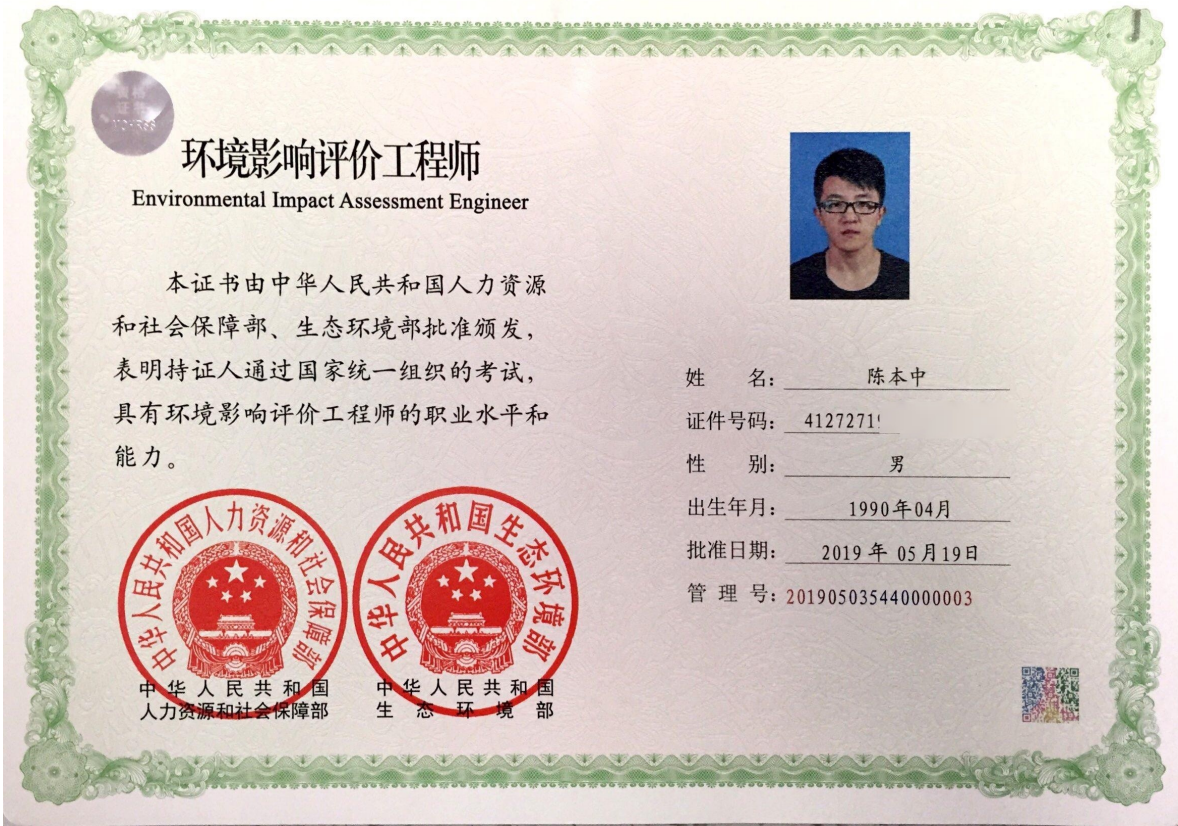 环境影响评价工程师
Environmental Impact Assessment Engineer
本证书由中华人民共和国人力资源
和社会保障部、生态环境部批准颁发，
表明持证人通过国家统一组织的考试，
具有环境影响评价工程师的职业水平和
能力。
中华人民共和国人力资源和社会保障部
中华人民共和国生态环境部
中华人民共和国
人力资源和社会保障部
中华人民共和国
生态环境部
姓名：陈本中
证件号码：4127271
性别：男
出生年月：1990年04月
批准日期：2019年05月19日
管理号：201905035440000003